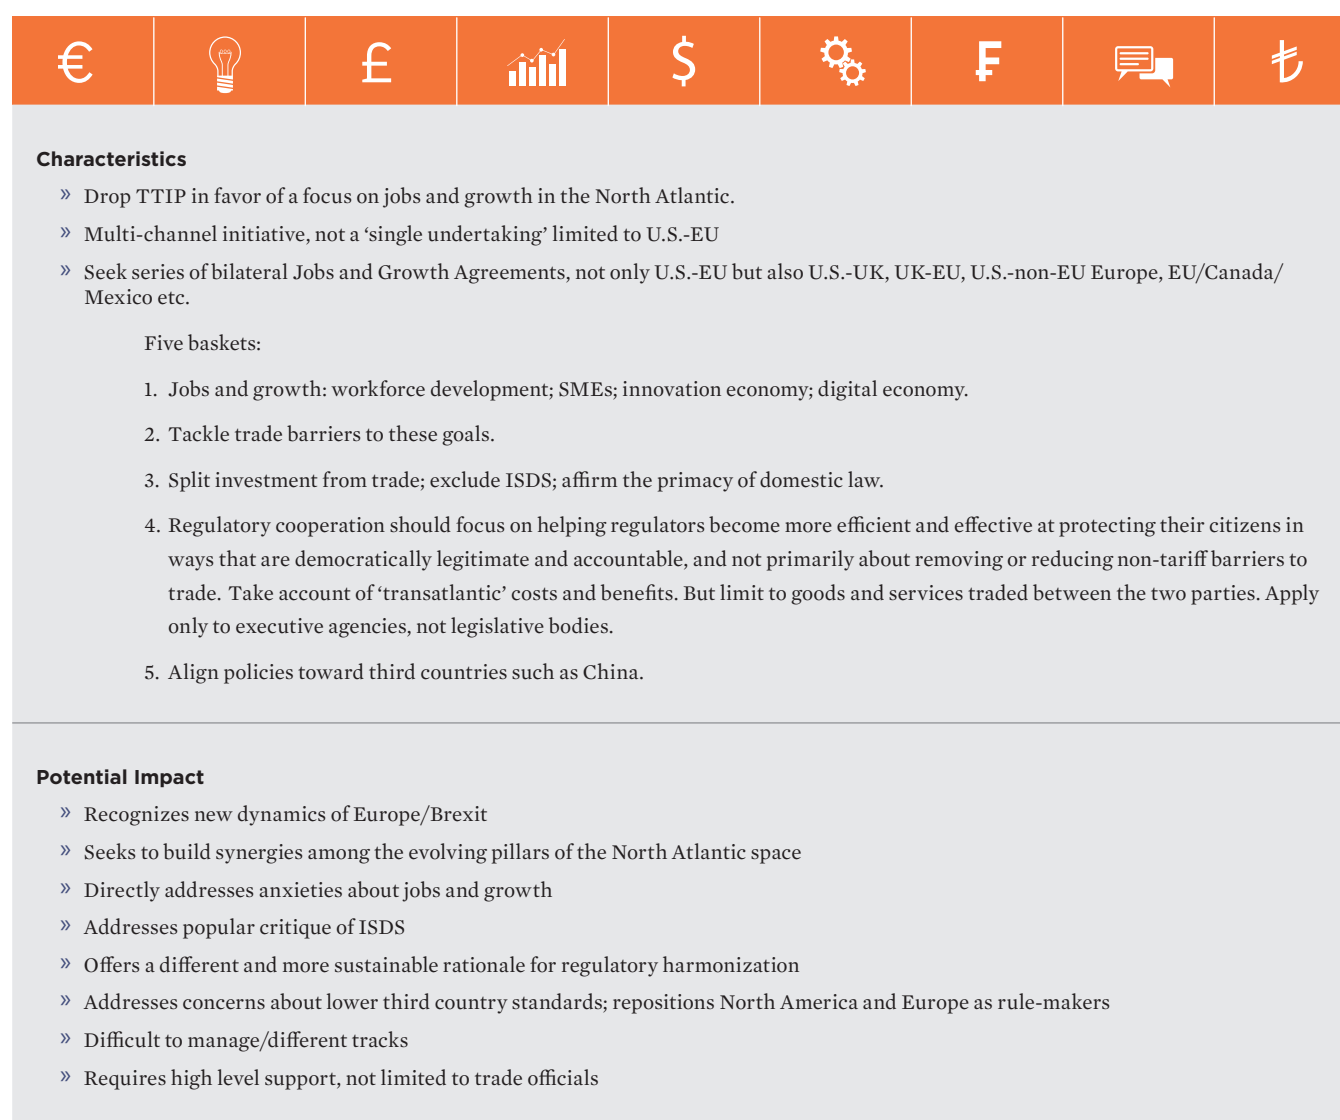 € £ $ ₣ ₺
Characteristics
» Drop TTIP in favor of a focus on jobs and growth in the North Atlantic.
» Multi-channel initiative, not a ‘single undertaking’ limited to U.S.-EU
» Seek series of bilateral Jobs and Growth Agreements, not only U.S.-EU but also U.S.-UK, UK-EU, U.S.-non-EU Europe, EU/Canada/
Mexico etc.
Five baskets:
1. Jobs and growth: workforce development; SMEs; innovation economy; digital economy.
2. Tackle trade barriers to these goals.
3. Split investment from trade; exclude ISDS; affirm the primacy of domestic law.
4. Regulatory cooperation should focus on helping regulators become more efficient and effective at protecting their citizens in
ways that are democratically legitimate and accountable, and not primarily about removing or reducing non-tariff barriers to
trade. Take account of ‘transatlantic’ costs and benefits. But limit to goods and services traded between the two parties. Apply
only to executive agencies, not legislative bodies.
5. Align policies toward third countries such as China.
Potential Impact
» Recognizes new dynamics of Europe/Brexit
» Seeks to build synergies among the evolving pillars of the North Atlantic space
» Directly addresses anxieties about jobs and growth
» Addresses popular critique of ISDS
» Offers a different and more sustainable rationale for regulatory harmonization
» Addresses concerns about lower third country standards; repositions North America and Europe as rule-makers
» Difficult to manage/different tracks
» Requires high level support, not limited to trade officials